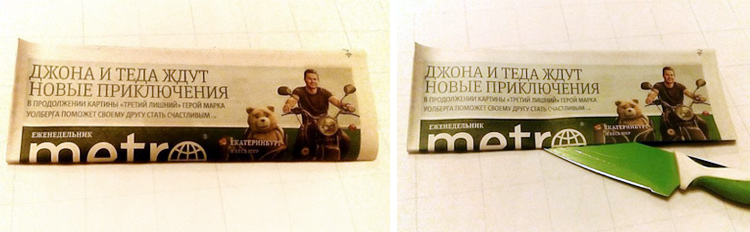 ДЖОНА И ТЕДА ЖДУТ
НОВЫЕ ПРИКЛЮЧЕНИЯ
В ПРОДОЛЖЕНИИ КАРТИНЫ «ТРЕТИЙ ЛИШНИЙ» ГЕРОЙ МАРКА
УОЛБЕРГА ПОМОЖЕТ СВОЕМУ ДРУГУ СТАТЬ СЧАСТЛИВЫМ ...
ЕЖЕНЕДЕЛЬНИК
metro
ЕКАТЕРИНБУРГ
ДЖОНА И ТЕДА ЖДУТ
НОВЫЕ ПРИКЛЮЧЕНИЯ
В ПРОДОЛЖЕНИИ КАРТИНЫ «ТРЕТИЙ ЛИШНИЙ» ГЕРОЙ МАРКА
УОЛБЕРГА ПОМОЖЕТ СВОЕМУ ДРУГУ СТАТЬ СЧАСТЛИВЫМ ...
ЕЖЕНЕДЕЛЬНИК
metro
ЕКАТЕРИНБУРГ